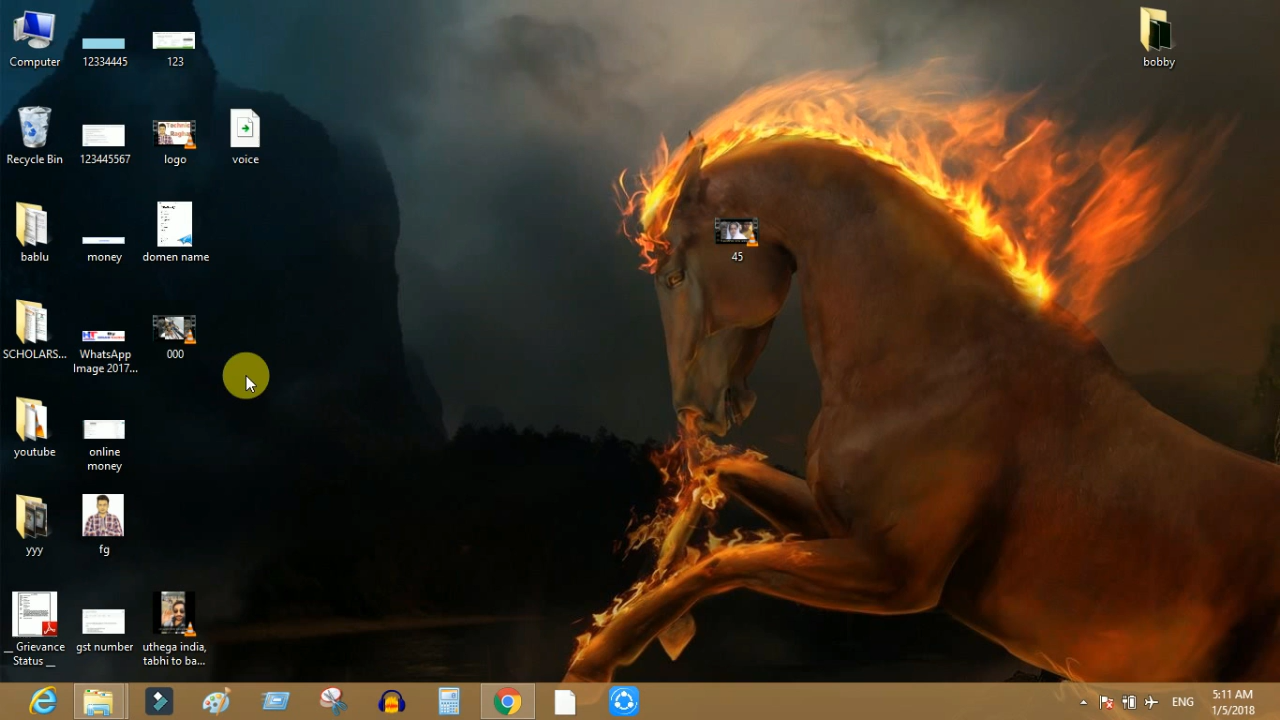 Computer
12334445
123
bobby
Recycle Bin
123445567
logo
voice
bablu
money
domen name
45
SCHOLARS...
WhatsApp
Image 2017...
000
youtube
online
money
yyy
fg
__ Grievance
Status __
gst number
uthega india,
tabhi to ba...
ENG
5:11 AM
1/5/2018